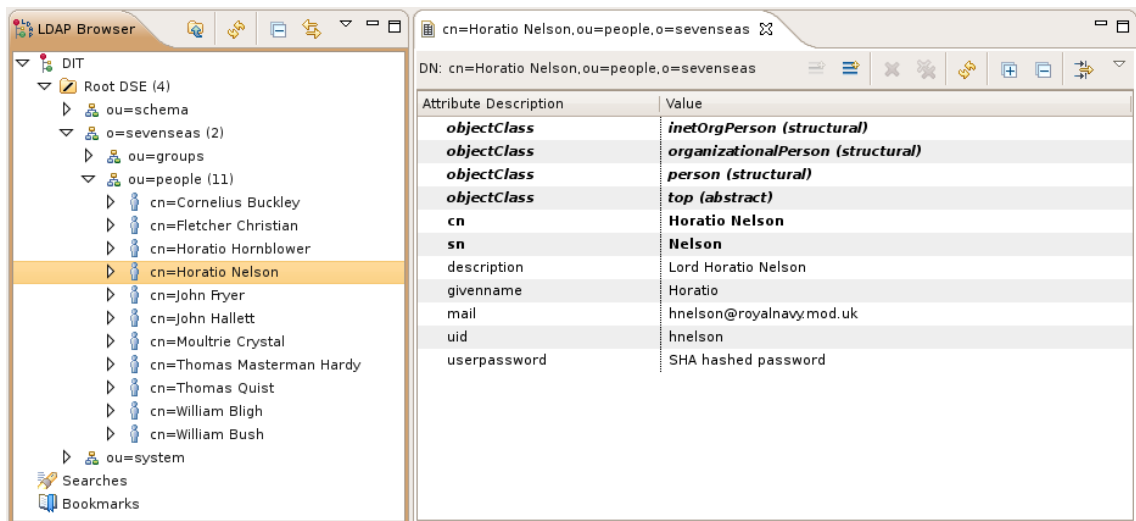 LDAP Browser
DIT
Root DSE (4)
ou=schema
o=sevenseas (2)
ou=groups
ou=people (11)
cn=Cornelius Buckley
cn=Fletcher Christian
cn=Horatio Hornblower
cn=Horatio Nelson
cn=John Fryer
cn=John Hallett
cn=Moultrie Crystal
cn=Thomas Masterman Hardy
cn=Thomas Quist
cn=William Bligh
cn=William Bush
ou=system
Searches
Bookmarks
cn=Horatio Nelson,ou=people,o=sevenseas
DN: cn=Horatio Nelson,ou=people,o=sevenseas
Attribute Description Value
objectClass inetOrgPerson (structural)
objectClass organizationalPerson (structural)
objectClass person (structural)
objectClass top (abstract)
cn Horatio Nelson
sn Nelson
description Lord Horatio Nelson
givenname Horatio
mail hnelson@royalnavy.mod.uk
uid hnelson
userpassword SHA hashed password